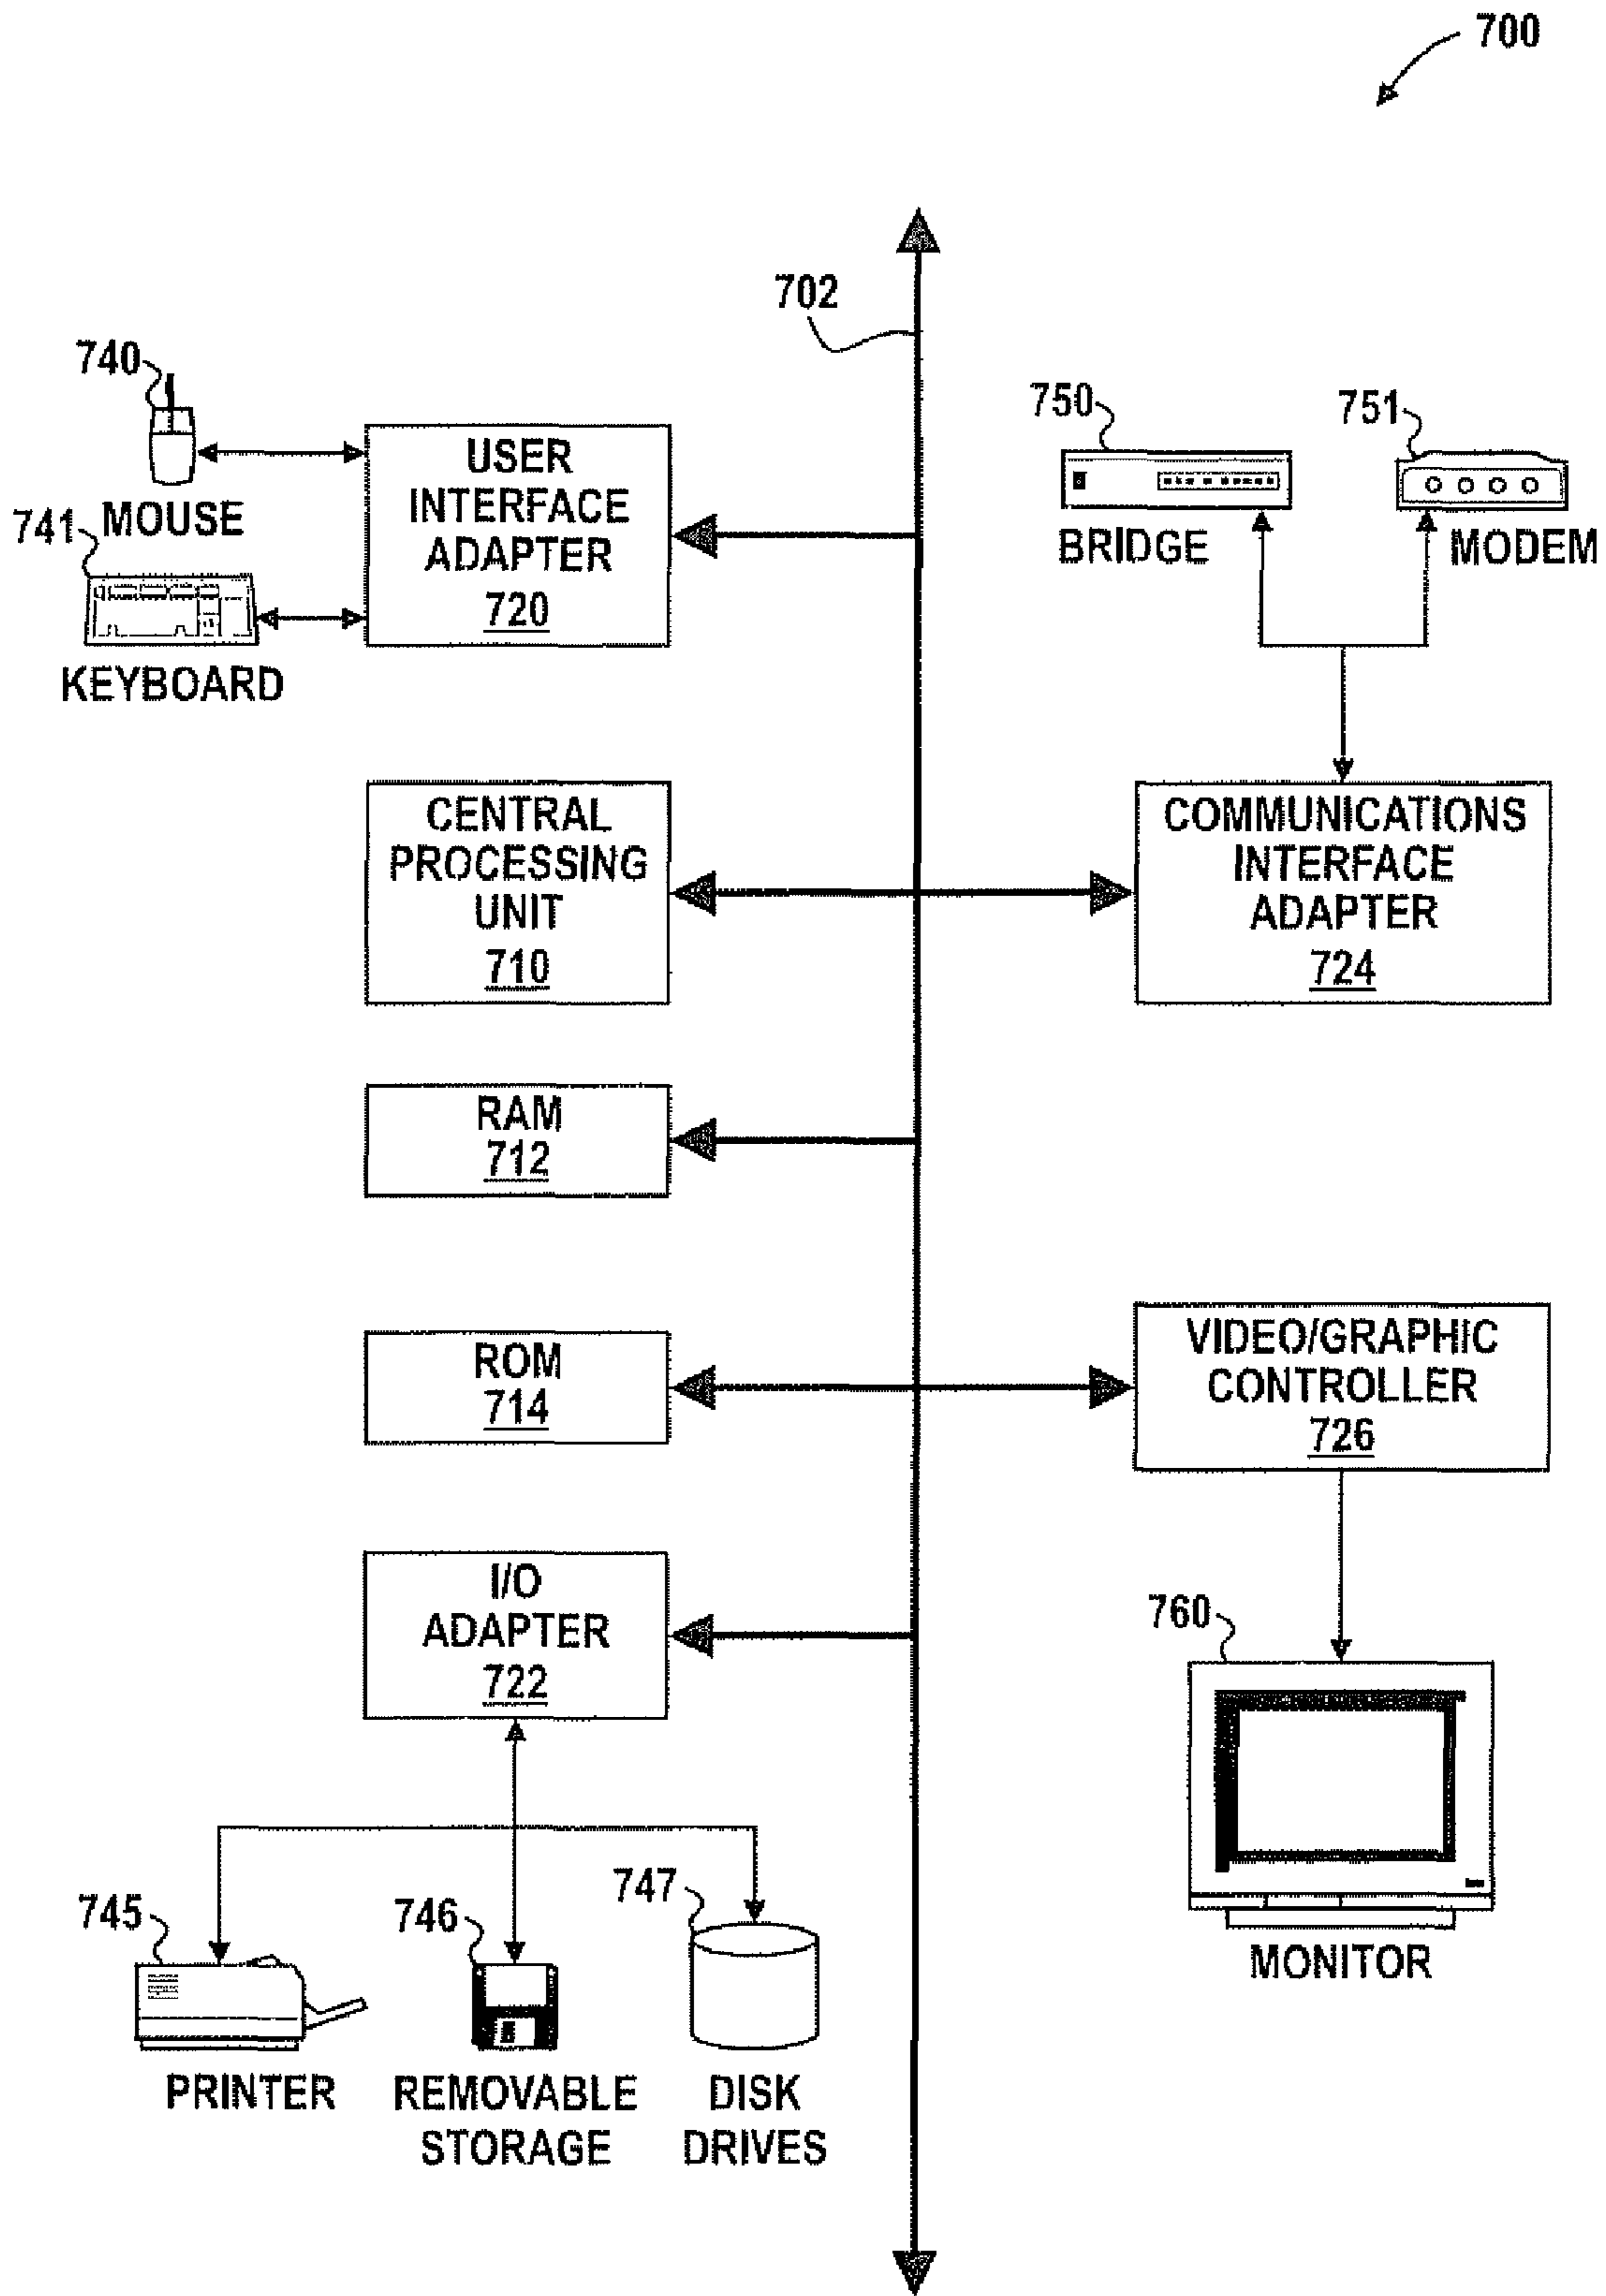 700
702
740
MOUSE
741
KEYBOARD
USER
INTERFACE
ADAPTER
720
750
BRIDGE
751
MODEM
CENTRAL
PROCESSING
UNIT
710
COMMUNICATIONS
INTERFACE
ADAPTER
724
RAM
712
ROM
714
VIDEO/GRAPHIC
CONTROLLER
726
I/O
ADAPTER
722
760
MONITOR
745
PRINTER
746
REMOVABLE
STORAGE
747
DISK
DRIVES